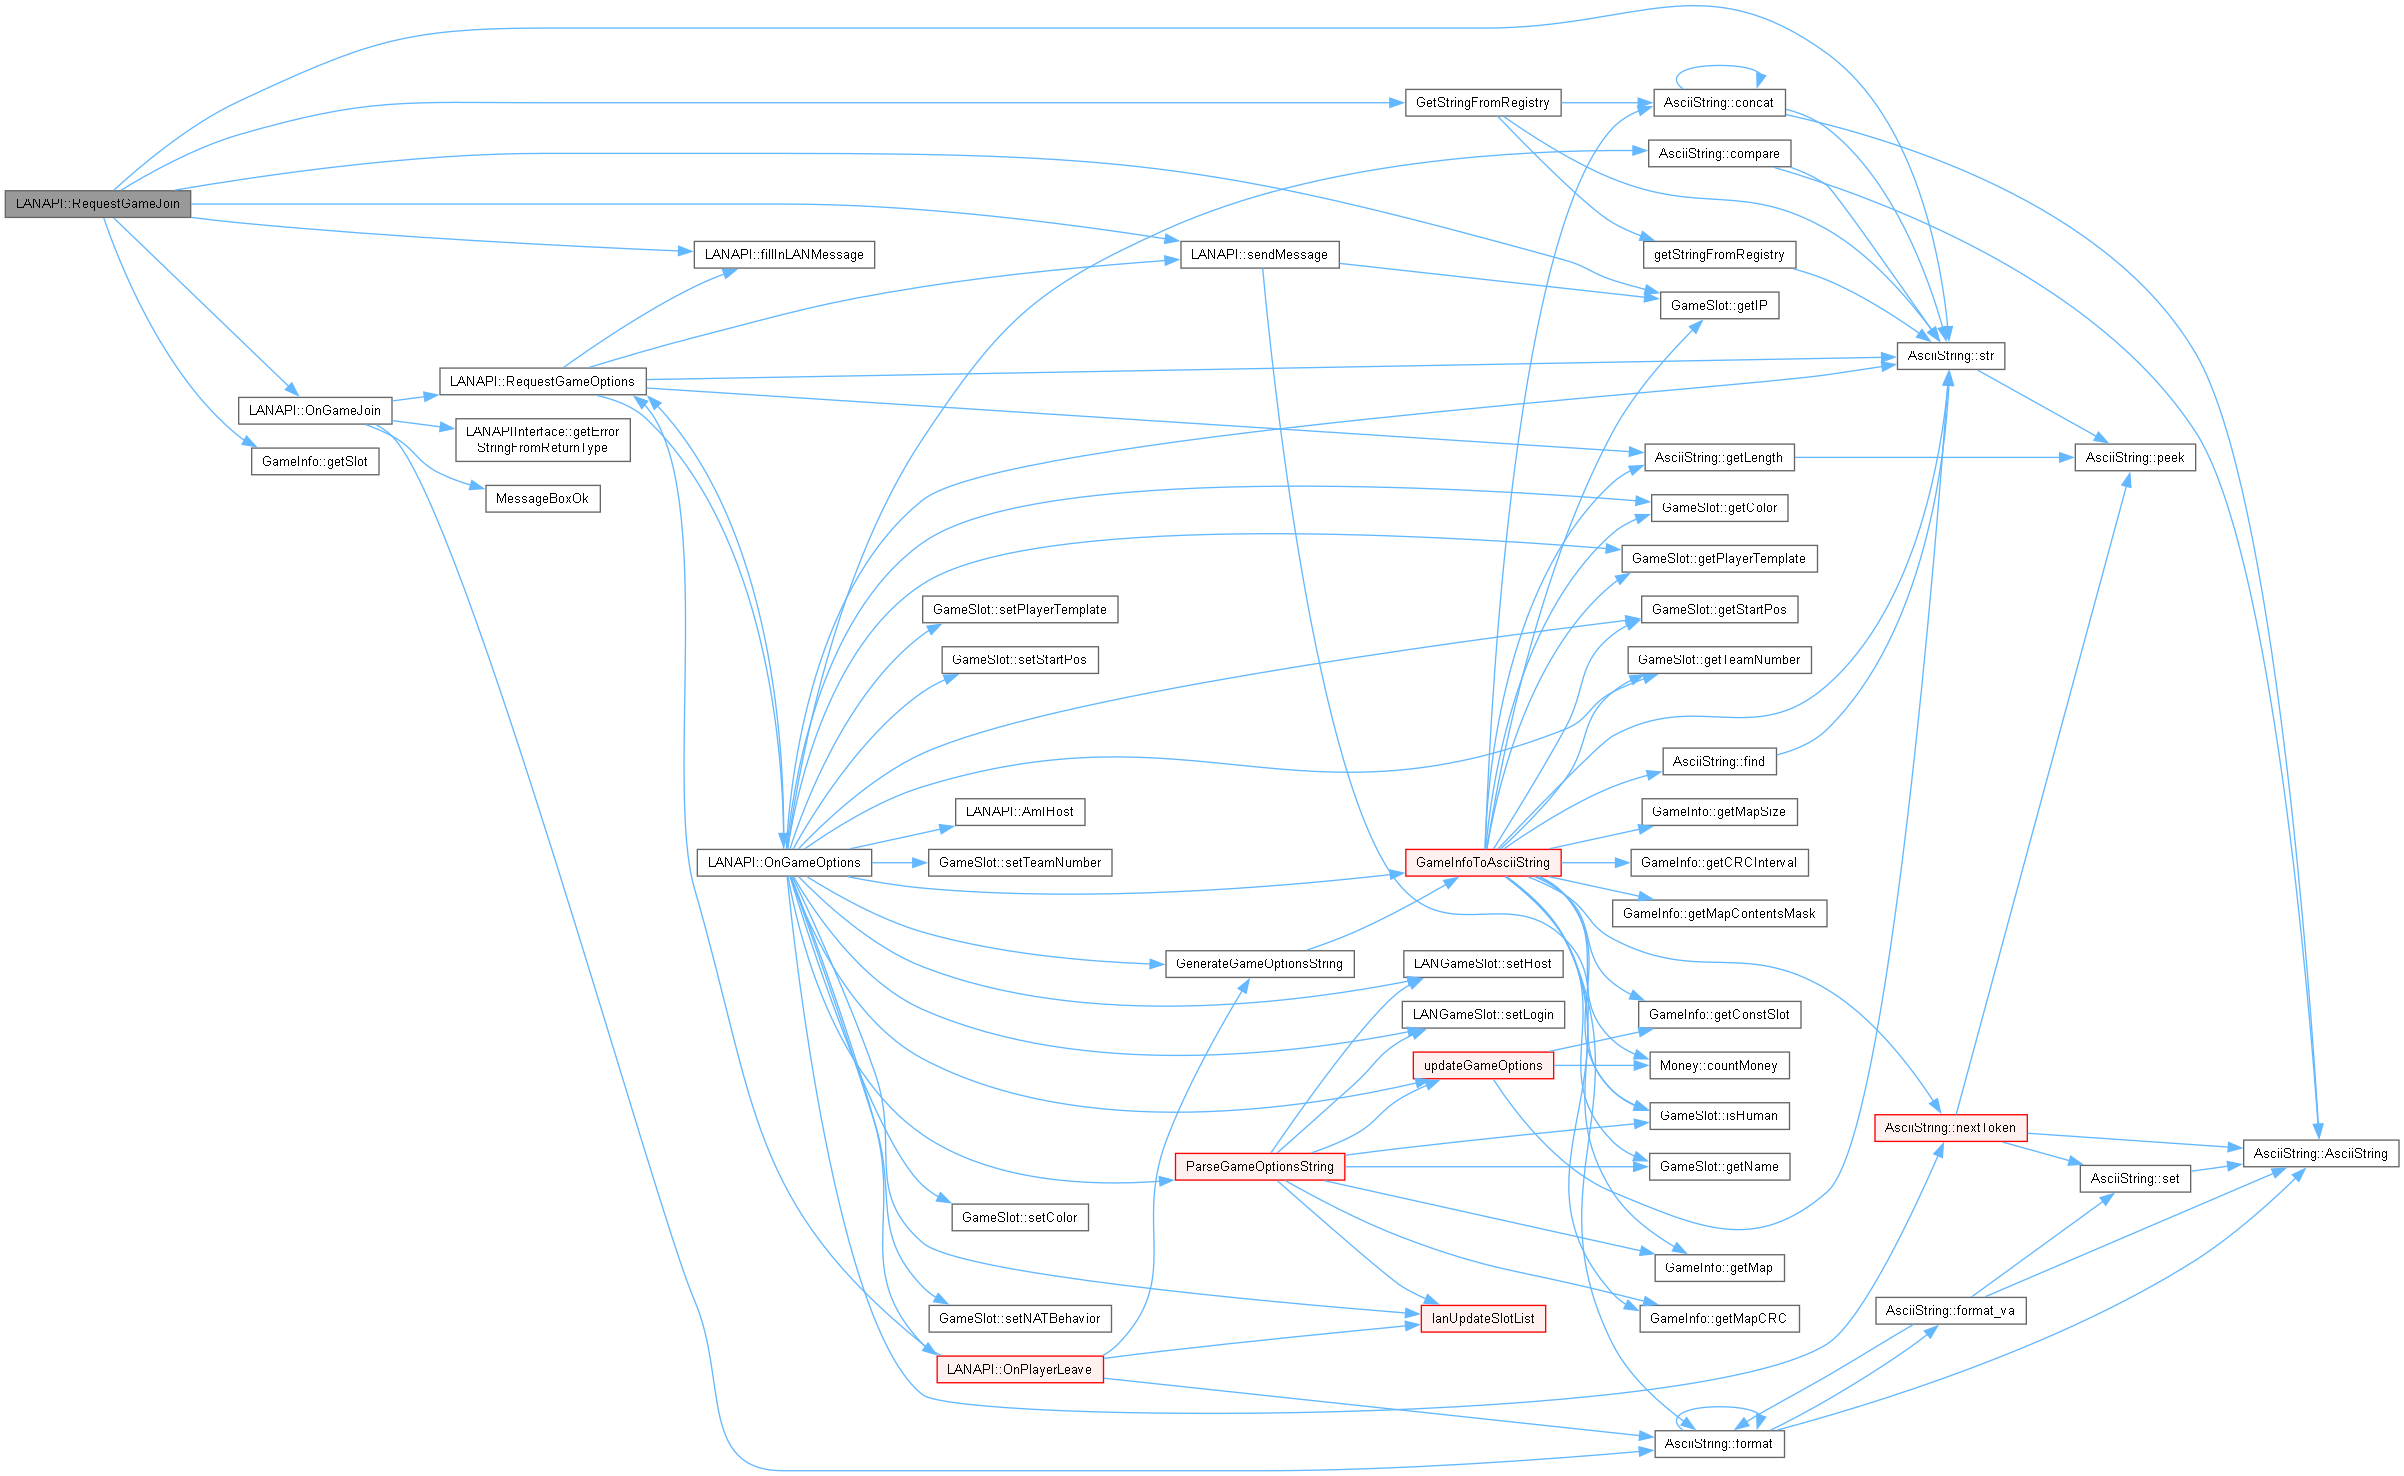 LANAPI::RequestGameJoin
GetStringFromRegistry
AsciiString::concat
AsciiString::compare
LANAPI::fillInLANMessage
LANAPI::sendMessage
getStringFromRegistry
GameSlot::getIP
AsciiString::str
LANAPI::RequestGameOptions
LANAPI::OnGameJoin
LANAPIInterface::getError
StringFromReturnType
GameInfo::getSlot
MessageBoxOk
AsciiString::getLength
AsciiString::peek
GameSlot::getColor
GameSlot::getPlayerTemplate
GameSlot::setPlayerTemplate
GameSlot::getStartPos
GameSlot::setStartPos
GameSlot::getTeamNumber
AsciiString::find
LANAPI::AmIHost
GameInfo::getMapSize
LANAPI::OnGameOptions
GameSlot::setTeamNumber
GameInfoToAsciiString
GameInfo::getCRCInterval
GameInfo::getMapContentsMask
GenerateGameOptionsString
LANGameSlot::setHost
LANGameSlot::setLogin
GameInfo::getConstSlot
updateGameOptions
Money::countMoney
GameSlot::isHuman
AsciiString::nextToken
ParseGameOptionsString
GameSlot::getName
AsciiString::AsciiString
AsciiString::set
GameSlot::setColor
GameInfo::getMap
GameSlot::setNATBehavior
lanUpdateSlotList
GameInfo::getMapCRC
AsciiString::format_va
LANAPI::OnPlayerLeave
AsciiString::format